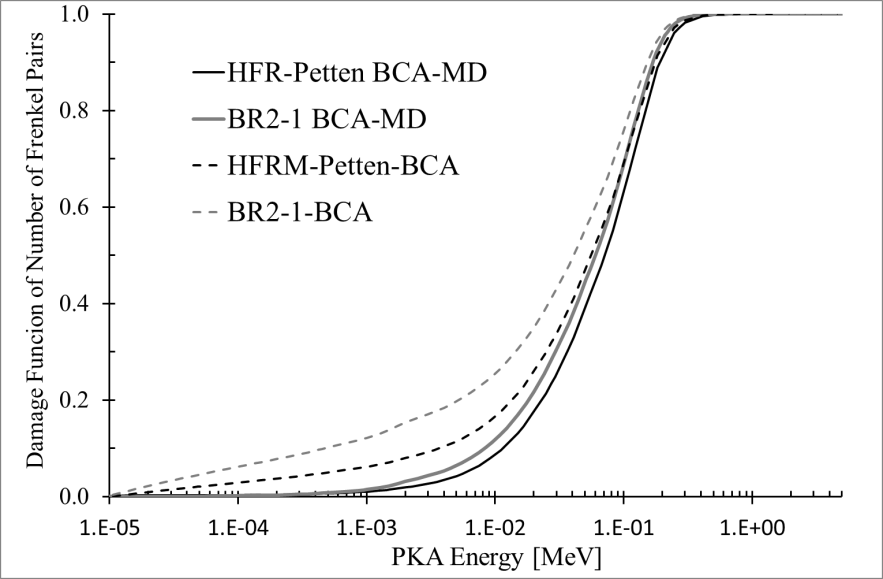 Damage Funcion of Number of Frenkel Pairs
1.0
0.8
0.6
0.4
0.2
0.0
HFR-Petten BCA-MD
BR2-1 BCA-MD
HFRM-Petten-BCA
BR2-1-BCA
1.E-05 1.E-04 1.E-03 1.E-02 1.E-01 1.E+00
PKA Energy [MeV]